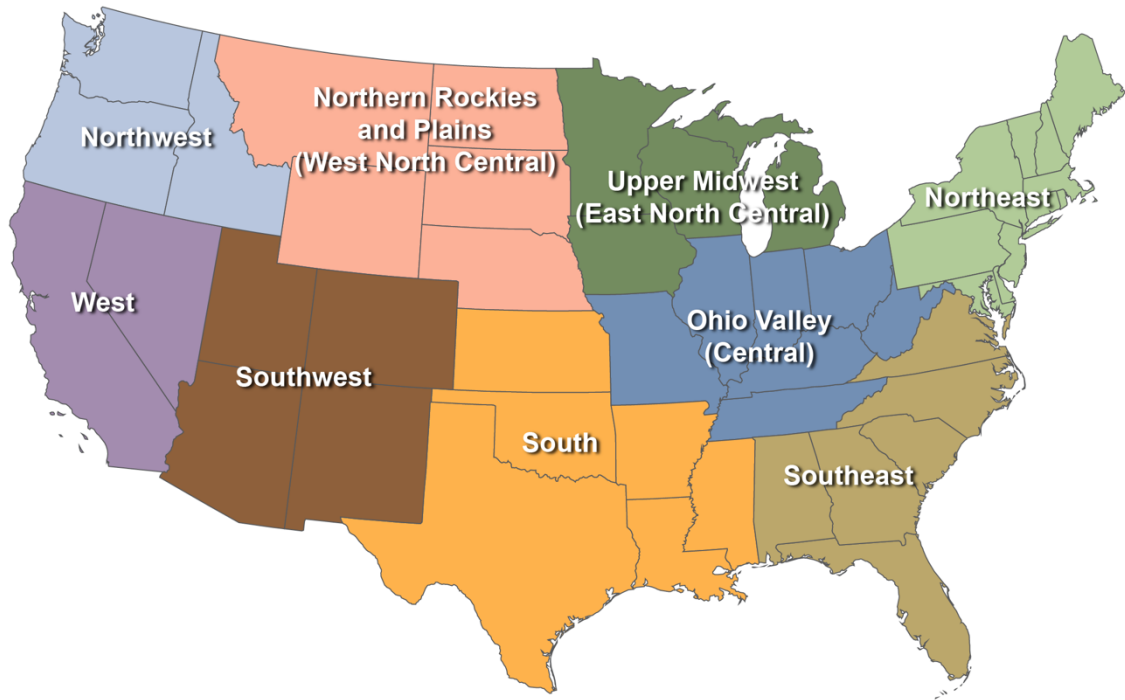 Northern Rockies
and Plains
(West North Central)
Northwest
Upper Midwest
(East North Central)
Northeast
West
Ohio Valley
(Central)
Southwest
South
Southeast